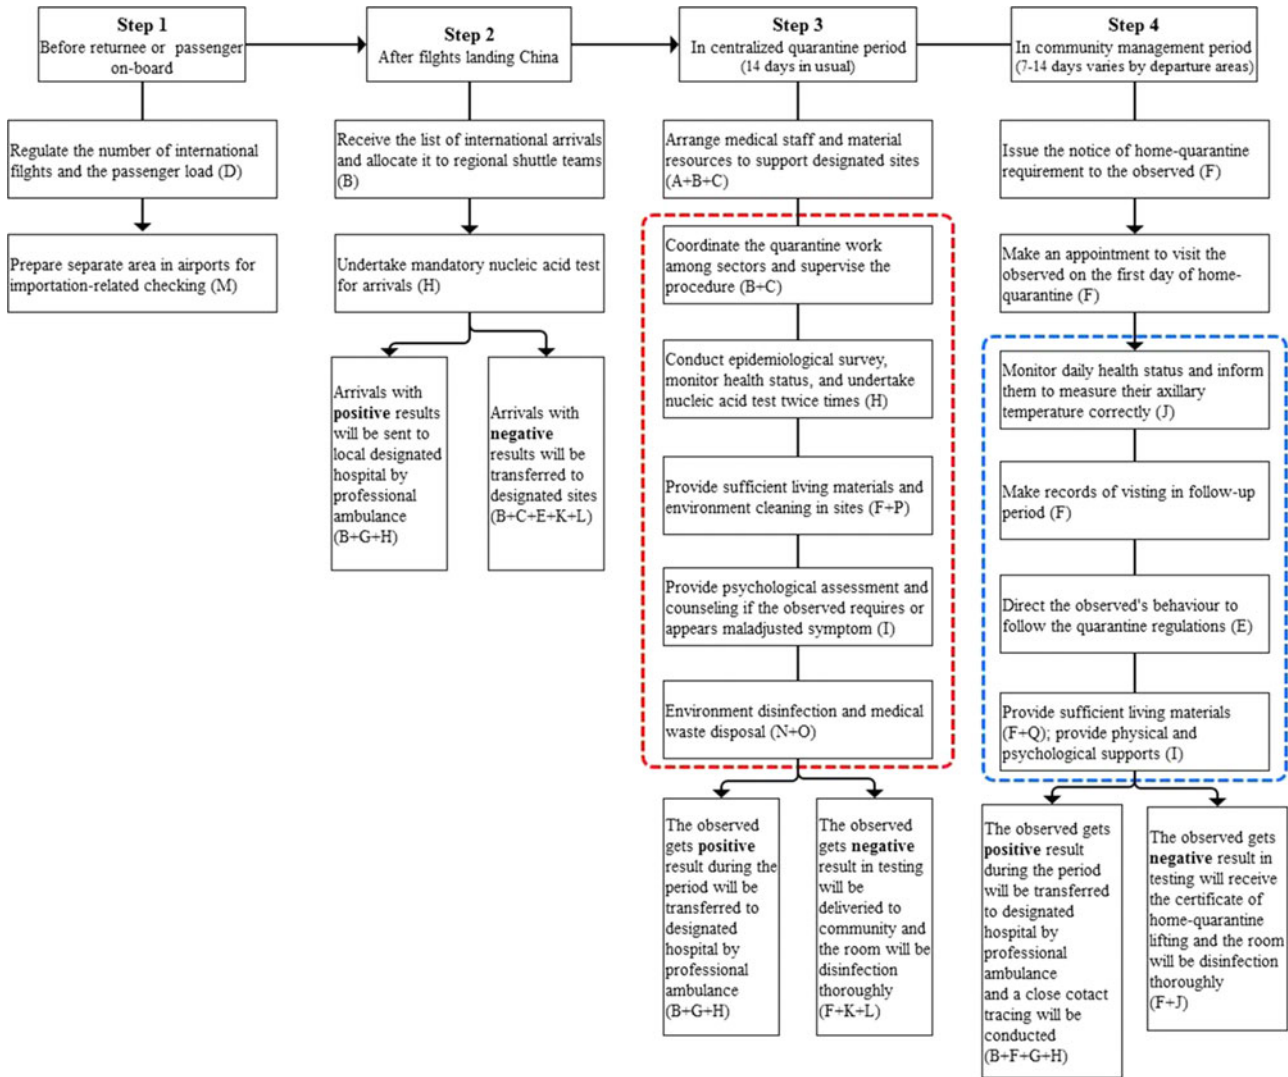 Step 1
Before returnee or passenger
on-board
Regulate the number of international
filghts and the passenger load (D)
Prepare separate area in airports for
importation-related checking (M)
Step 2
After filghts landing China
Receive the list of international arrivals
and allocate it to regional shuttle teams
(B)
Undertake mandatory nucleic acid test
for arrivals (H)
Arrivals with
positive results
will be sent to
local designated
hospital by
professional
ambulance
(B+G+H)
Arrivals with
negative
results will be
transferred to
designated sites
(B+C+E+K+L)
Step 3
In centralized quarantine period
(14 days in usual)
Arrange medical staff and material
resources to support designated sites
(A+B+C)
Coordinate the quarantine work
among sectors and supervise the
procedure (B+C)
Conduct epidemiological survey,
monitor health status, and undertake
nucleic acid test twice times (H)
Provide sufficient living materials and
environment cleaning in sites (F+P)
Provide psychological assessment and
counseling if the observed requires or
appears maladjusted symptom (I)
Environment disinfection and medical
waste disposal (N+O)
The observed
gets positive
result during the
period will be
transferred to
designated
hospital by
professional
ambulance
(B+G+H)
The observed
gets negative
result in testing
will be
deliveried to
community and
the room will be
disinfection
thoroughly
(F+K+L)
Step 4
In community management period
(7-14 days varies by departure areas)
Issue the notice of home-quarantine
requirement to the observed (F)
Make an appointment to visit the
observed on the first day of home-
quarantine (F)
Monitor daily health status and inform
them to measure their axillary
temperature correctly (J)
Make records of visting in follow-up
period (F)
Direct the observed's behaviour to
follow the quarantine regulations (E)
Provide sufficient living materials
(F+Q); provide physical and
psychological supports (I)
The observed gets
positive result
during the period
will be transferred
to designated
hospital by
professional
ambulance
and a close cotact
tracing will be
conducted
(B+F+G+H)
The observed gets
negative result in
testing will receive
the certificate of
home-quarantine
lifting and the room
will be disinfection
thoroughly
(F+J)